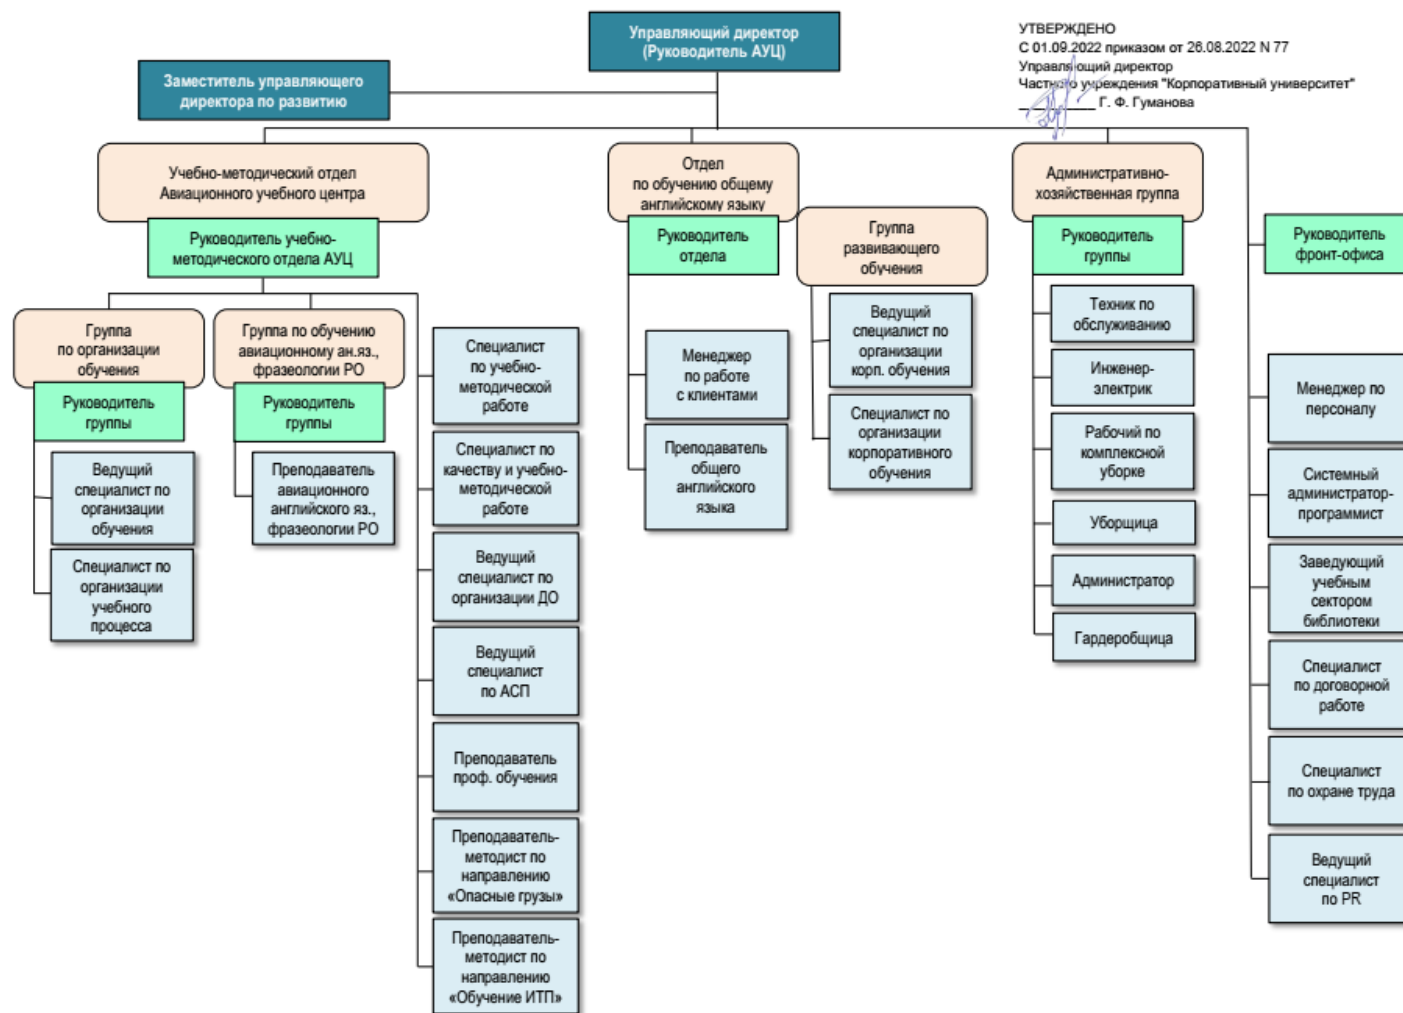 Управляющий директор
(Руководитель АУЦ)
УТВЕРЖДЕНО
С 01.09.2022 приказом от 26.08.2022 N 77
Управляющий директор
Частного учреждения "Корпоративный университет"
Г. Ф. Гуманова
Заместитель управляющего
директора по развитию
Учебно-методический отдел
Авиационного учебного центра
Руководитель учебно-
методического отдела АУЦ
Группа
по организации
обучения
Руководитель
группы
Ведущий
специалист по
организации
обучения
Специалист по
организации
учебного
процесса
Группа по обучению
авиационному ан.яз.,
фразеологии РО
Руководитель
группы
Преподаватель
авиационного
английского яз.,
фразеологии РО
Специалист
по учебно-
методической
работе
Специалист по
качеству и учебно-
методической
работе
Ведущий
специалист по
организации ДО
Ведущий
специалист
по АСП
Преподаватель
проф. обучения
Преподаватель-
методист по
направлению
«Опасные грузы»
Преподаватель-
методист по
направлению
«Обучение ИТП»
Отдел
по обучению общему
английскому языку
Руководитель
отдела
Менеджер
по работе
с клиентами
Преподаватель
общего
английского
языка
Группа
развивающего
обучения
Ведущий
специалист по
организации
корп. обучения
Специалист по
организации
корпоративного
обучения
Административно-
хозяйственная группа
Руководитель
группы
Техник по
обслуживанию
Инженер-
электрик
Рабочий по
комплексной
уборке
Уборщица
Администратор
Гардеробщица
Руководитель
фронт-офиса
Менеджер по
персоналу
Системный
администратор-
программист
Заведующий
учебным
сектором
библиотеки
Специалист
по договорной
работе
Специалист
по охране труда
Ведущий
специалист
по PR